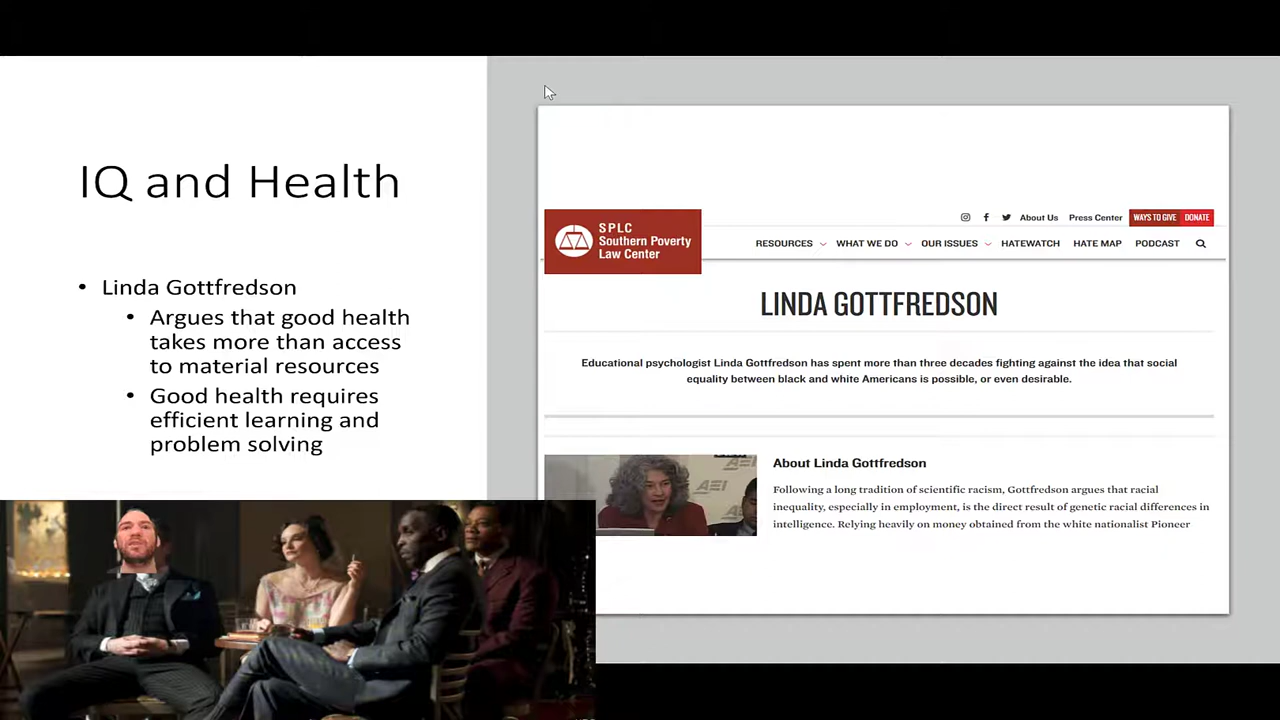 IQ and Health
• Linda Gottfredson
• Argues that good health
takes more than access
to material resources
• Good health requires
efficient learning and
problem solving
SPLC
Southern Poverty
Law Center
About Us Press Center WAYS TO GIVE DONATE
RESOURCES WHAT WE DO OUR ISSUES HATEWATCH HATE MAP PODCAST
LINDA GOTTFREDSON
Educational psychologist Linda Gottfredson has spent more than three decades fighting against the idea that social
equality between black and white Americans is possible, or even desirable.
AEI
AEI
About Linda Gottfredson
Following a long tradition of scientific racism, Gottfredson argues that racial
inequality, especially in employment, is the direct result of genetic racial differences in
intelligence. Relying heavily on money obtained from the white nationalist Pioneer